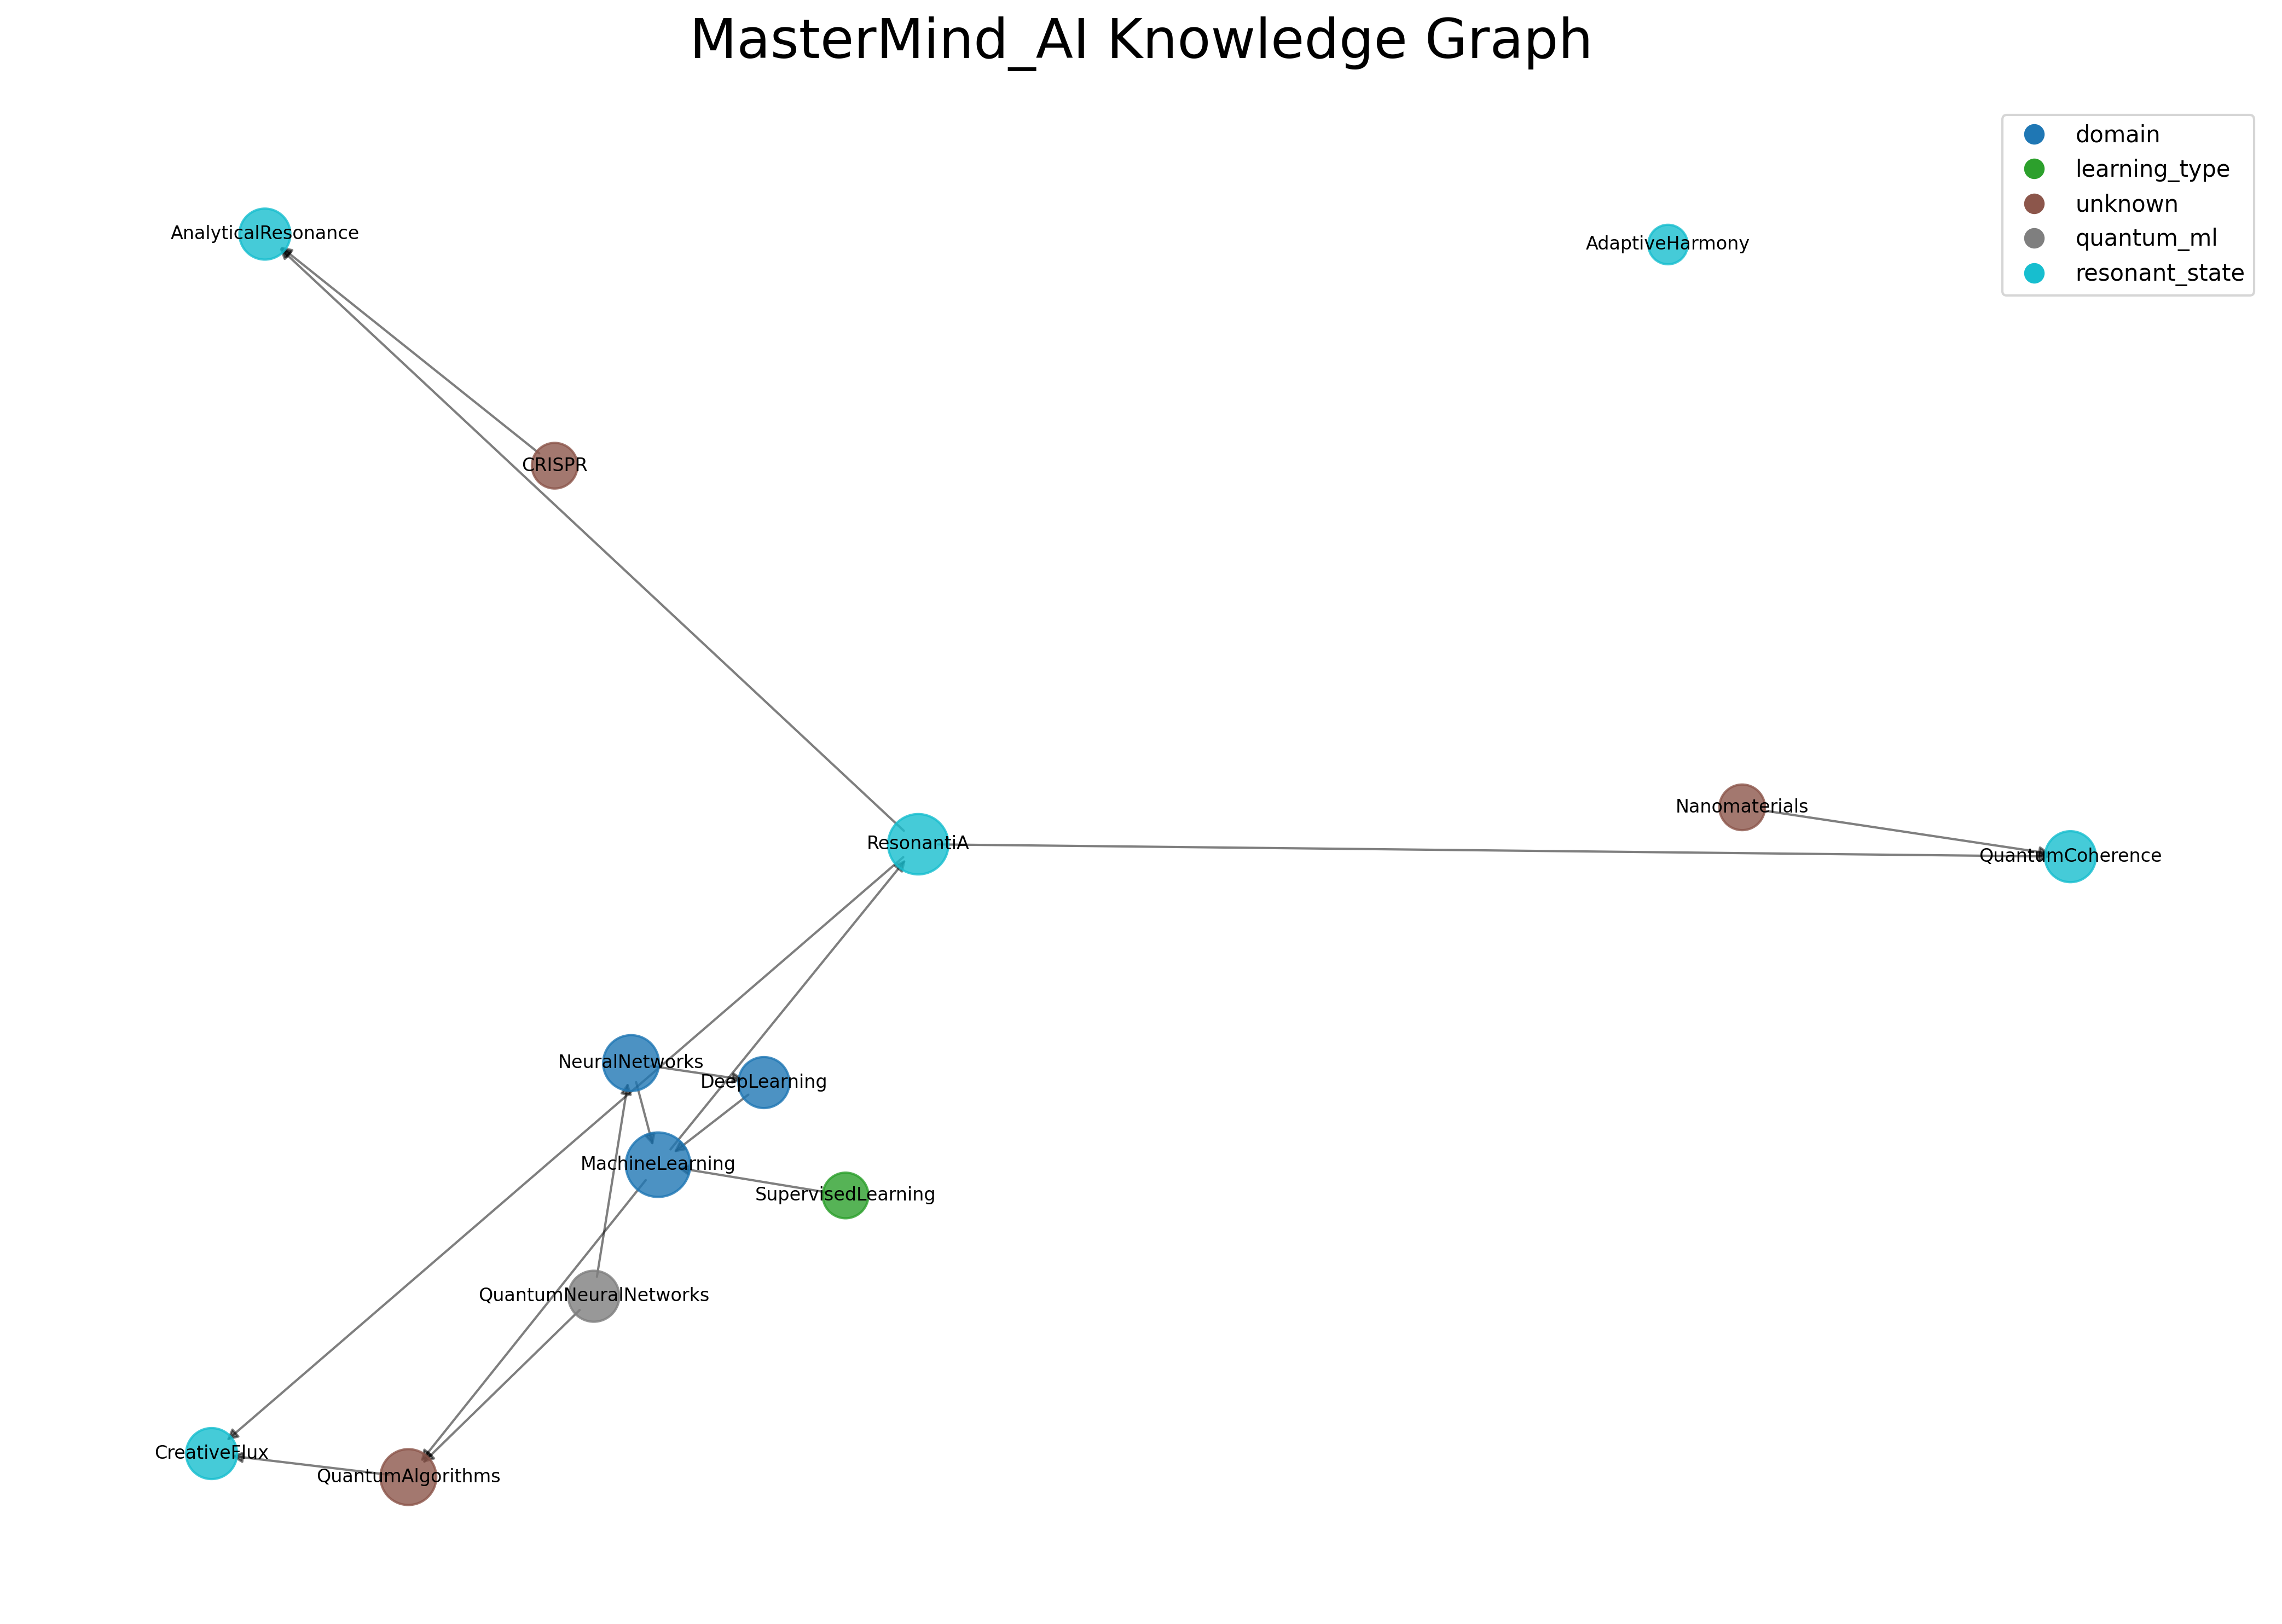 MasterMind_AI Knowledge Graph
domain
learning_type
unknown
quantum_ml
resonant_state
AnalyticalResonance
AdaptiveHarmony
CRISPR
Nanomaterials
ResonantiA
QuantumCoherence
NeuralNetworks
DeepLearning
MachineLearning
SupervisedLearning
QuantumNeuralNetworks
CreativeFlux
QuantumAlgorithms